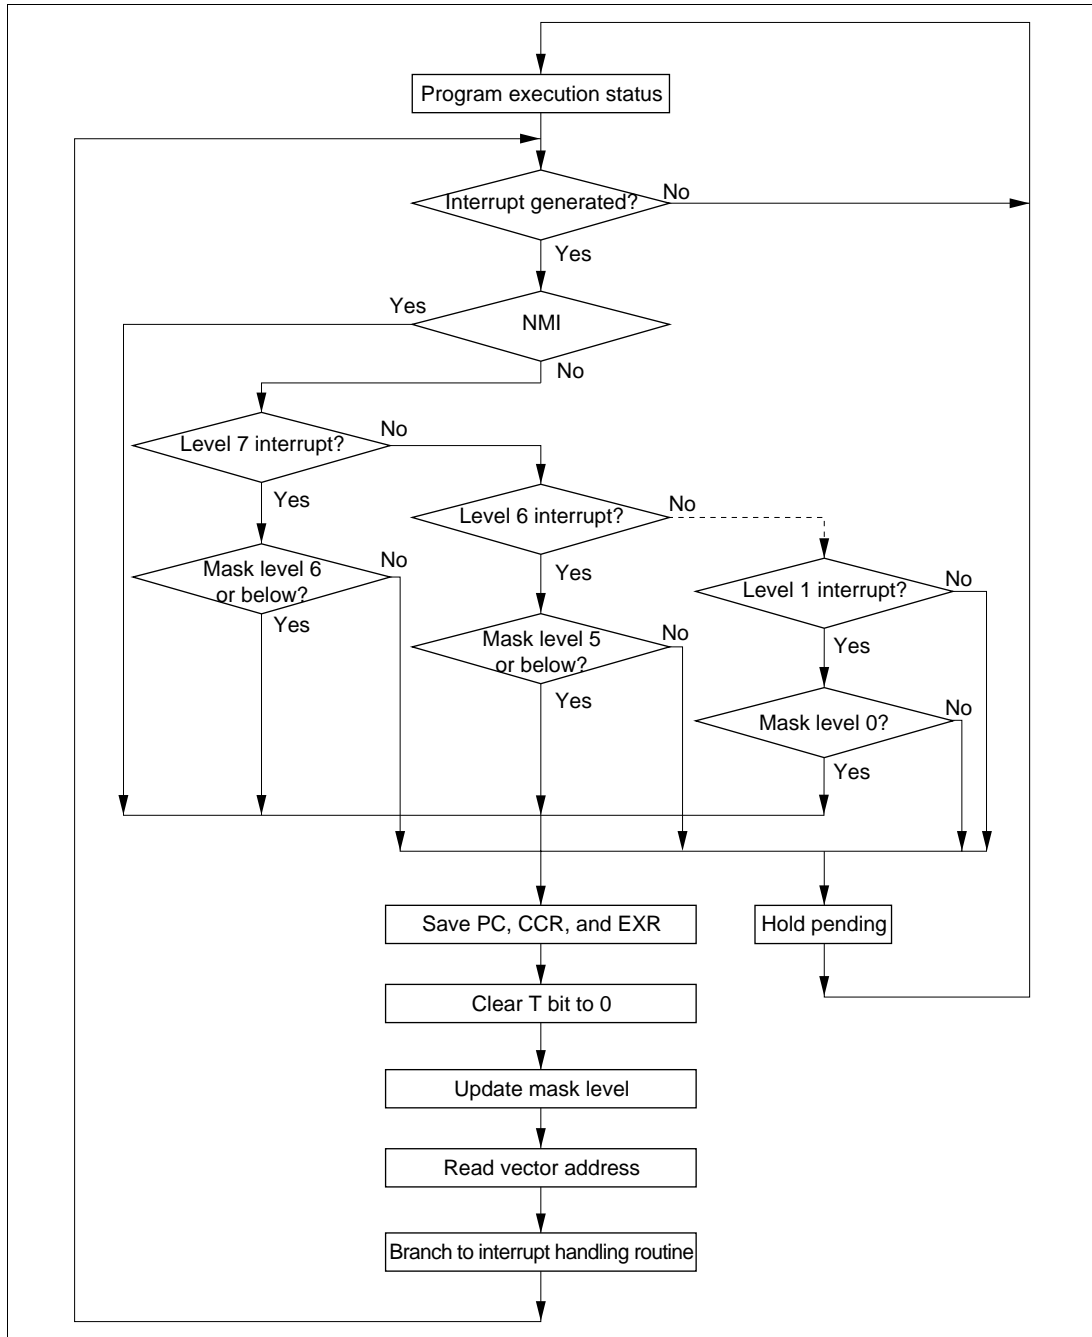 Program execution status
Interrupt generated?
No
Yes
Yes
NMI
No
Level 7 interrupt?
No
Yes
Level 6 interrupt?
No
Mask level 6
or below?
No
Yes
Level 1 interrupt?
No
Yes
Mask level 5
or below?
No
Yes
Yes
Mask level 0?
No
Yes
Save PC, CCR, and EXR
Hold pending
Clear T bit to 0
Update mask level
Read vector address
Branch to interrupt handling routine